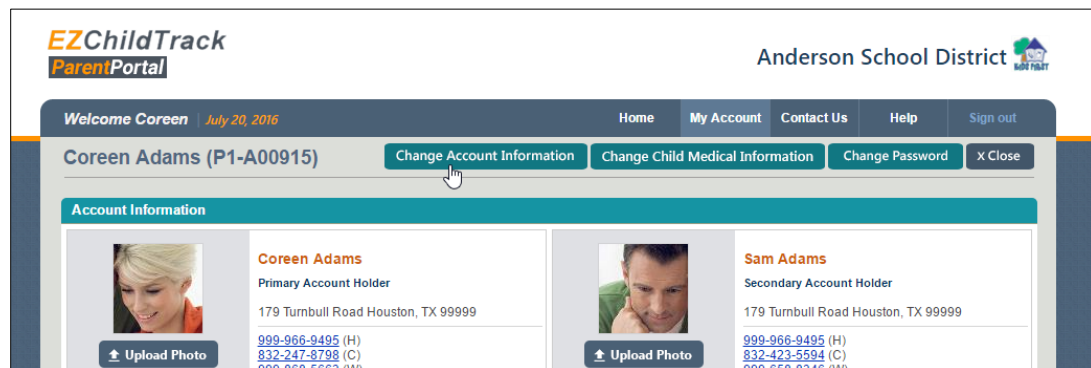 EZChildTrack
ParentPortal
Anderson School District
KIDS FIRST
Welcome Coreen | July 20, 2016
Home My Account Contact Us Help Sign out
Coreen Adams (P1-A00915)
Change Account Information Change Child Medical Information Change Password X Close
Account Information
Coreen Adams
Primary Account Holder
179 Turnbull Road Houston, TX 99999
999-966-9495 (H)
832-247-8798 (C)
Upload Photo
Sam Adams
Secondary Account Holder
179 Turnbull Road Houston, TX 99999
999-966-9495 (H)
832-423-5594 (C)
Upload Photo